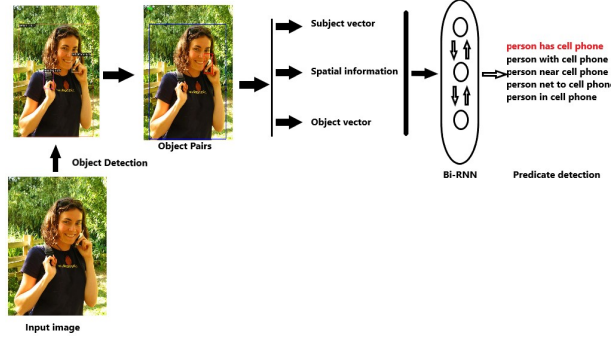 Subject vector
Spatial information
Object vector
Object Pairs
Object Detection
Input image
Bi-RNN
person has cell phone
person with cell phone
person near cell phone
person net to cell phone
person in cell phone
Predicate detection